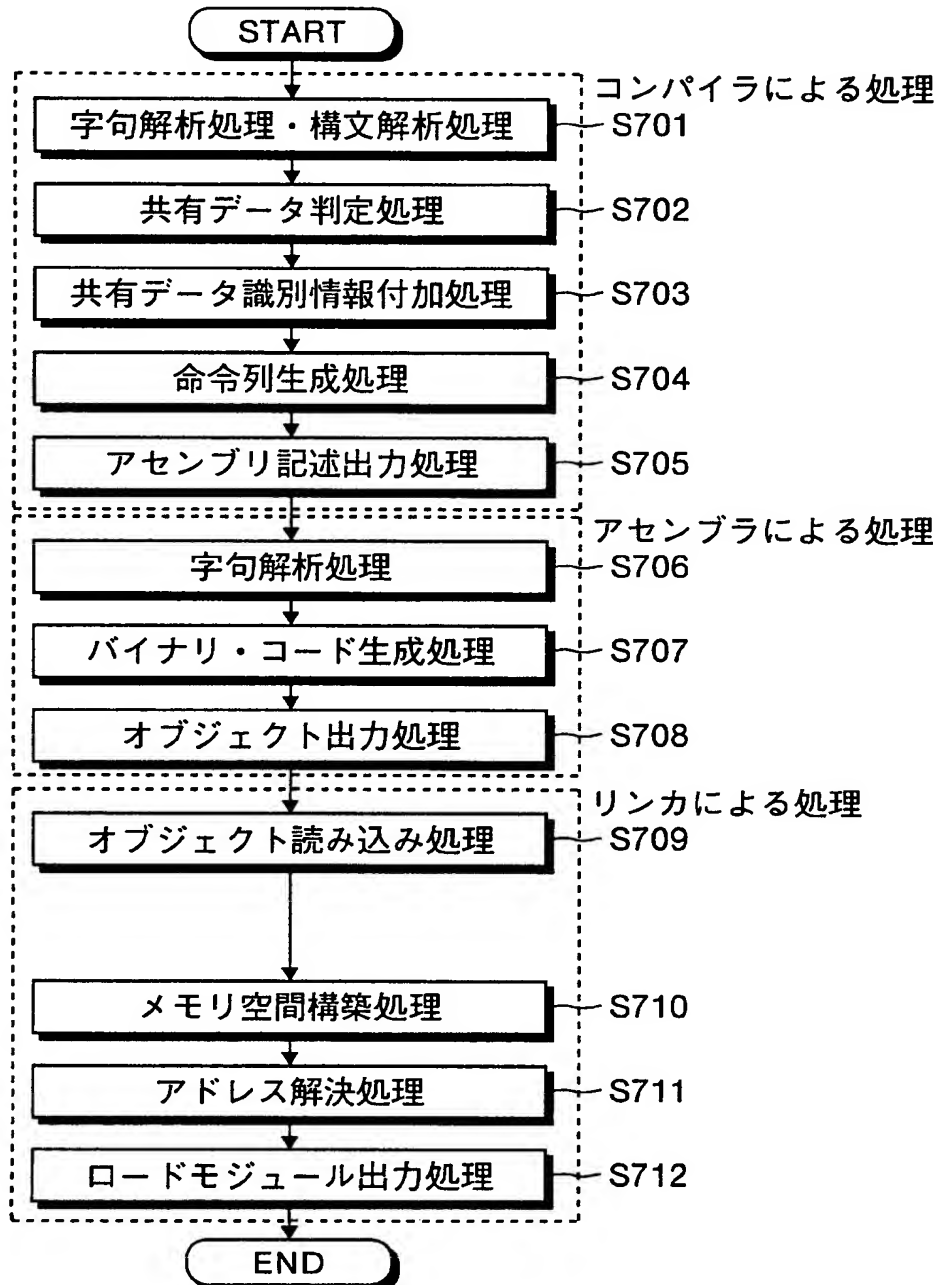 START
コンパイラによる処理
字句解析処理・構文解析処理 S701
共有データ判定処理 S702
共有データ識別情報付加処理 S703
命令列生成処理 S704
アセンブリ記述出力処理 S705
アセンブラによる処理
字句解析処理 S706
バイナリ・コード生成処理 S707
オブジェクト出力処理 S708
リンカによる処理
オブジェクト読み込み処理 S709
メモリ空間構築処理 S710
アドレス解決処理 S711
ロードモジュール出力処理 S712
END